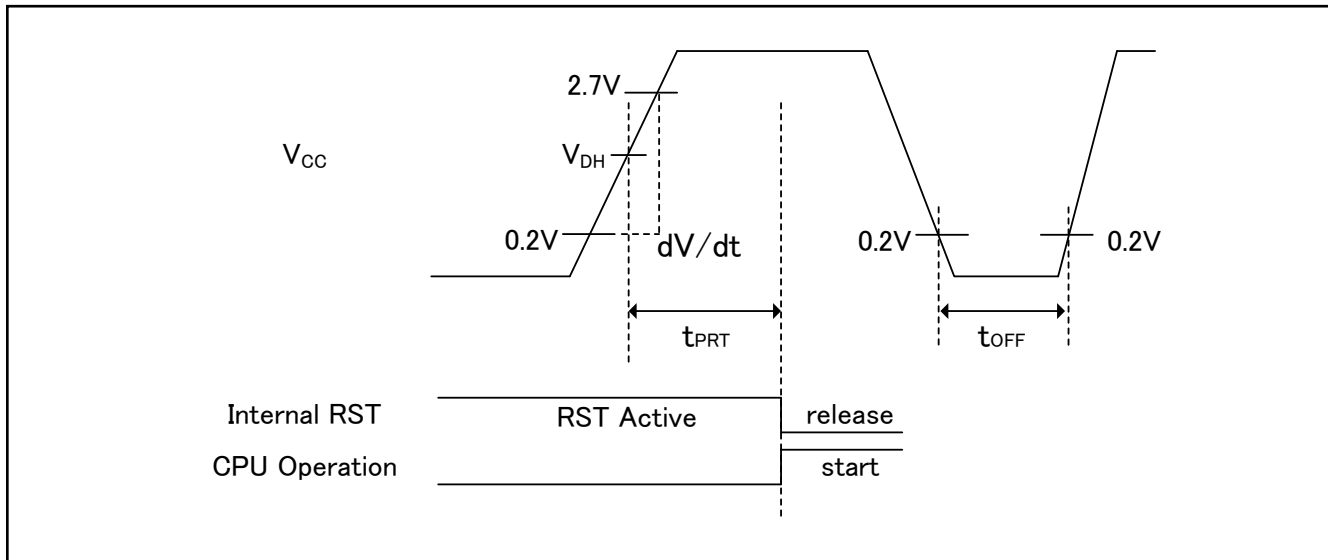 2.7V
VCC
VDH
0.2V
dV/dt
0.2V
0.2V
tPRT
tOFF
Internal RST
RST Active
release
CPU Operation
start